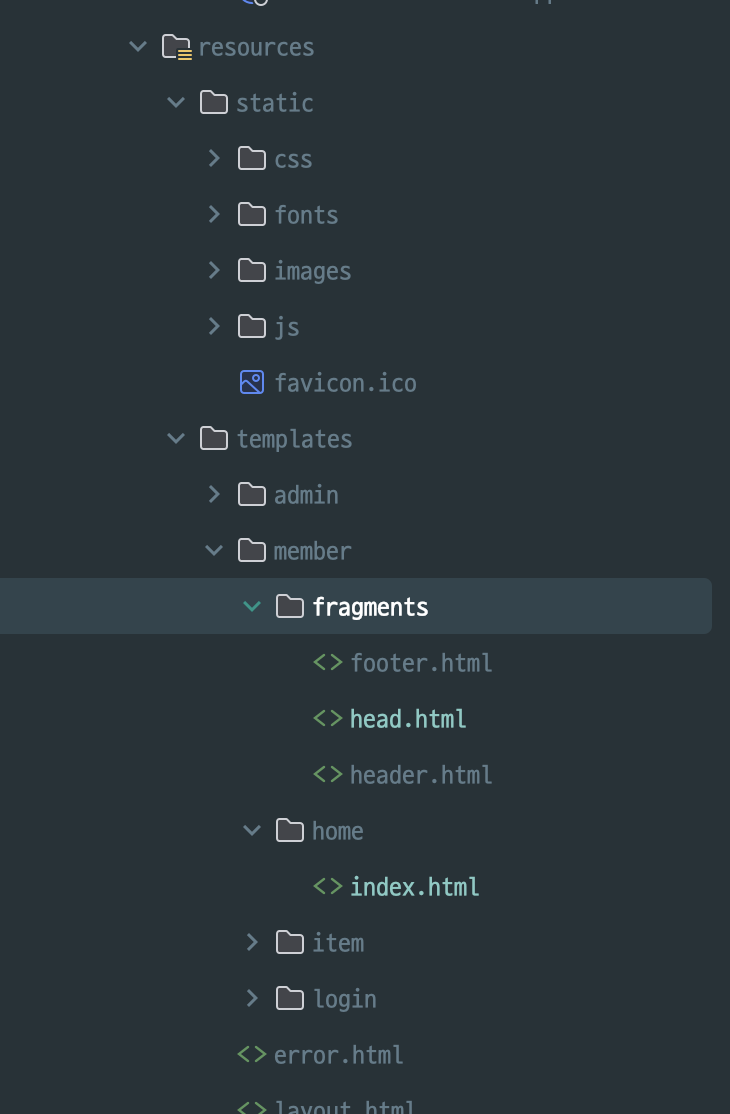 resources
static
css
fonts
images
js
favicon.ico
templates
admin
member
fragments
footer.html
head.html
header.html
home
index.html
item
login
error.html
layout.html